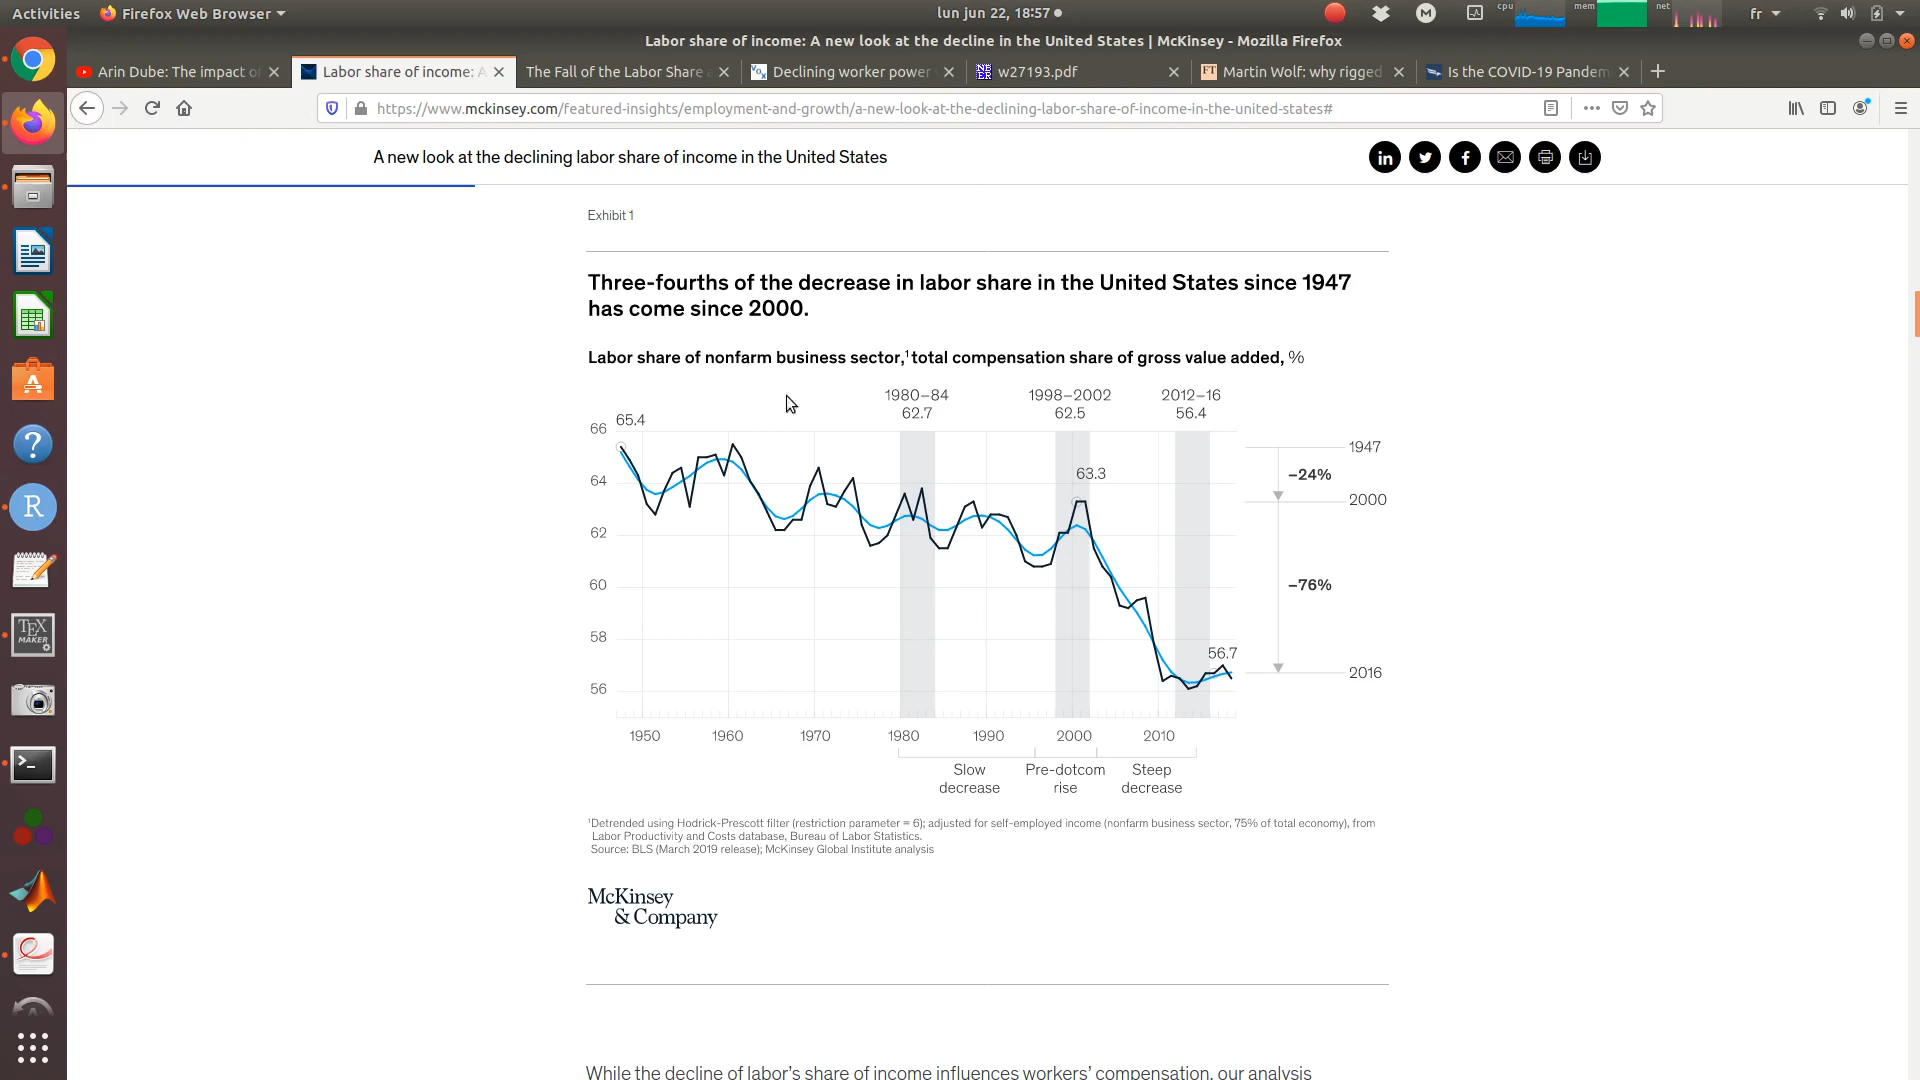 Activities
Firefox Web Browser
lun jun 22, 18:57
cpu
mem
net
fr
Labor share of income: A new look at the decline in the United States | McKinsey - Mozilla Firefox
Arin Dube: The impact o
Labor share of income: A
The Fall of the Labor Share a
Declining worker power
w27193.pdf
Martin Wolf: why rigged
Is the COVID-19 Pandem
https://www.mckinsey.com/featured-insights/employment-and-growth/a-new-look-at-the-declining-labor-share-of-income-in-the-united-states#
A new look at the declining labor share of income in the United States
Exhibit 1
Three-fourths of the decrease in labor share in the United States since 1947
has come since 2000.
Labor share of nonfarm business sector,¹ total compensation share of gross value added, %
1980–84 1998–2002 2012–16
62.7 62.5 56.4
65.4
66
1947
63.3
–24%
64
2000
62
60
–76%
58
56.7
2016
56
1950 1960 1970 1980 1990 2000 2010
Slow Pre-dotcom Steep
decrease rise decrease
¹Detrended using Hodrick-Prescott filter (restriction parameter = 6); adjusted for self-employed income (nonfarm business sector, 75% of total economy), from
Labor Productivity and Costs database, Bureau of Labor Statistics.
Source: BLS (March 2019 release); McKinsey Global Institute analysis
McKinsey
& Company
While the decline of labor’s share of income influences workers’ compensation, our analysis
TEX
MAKER